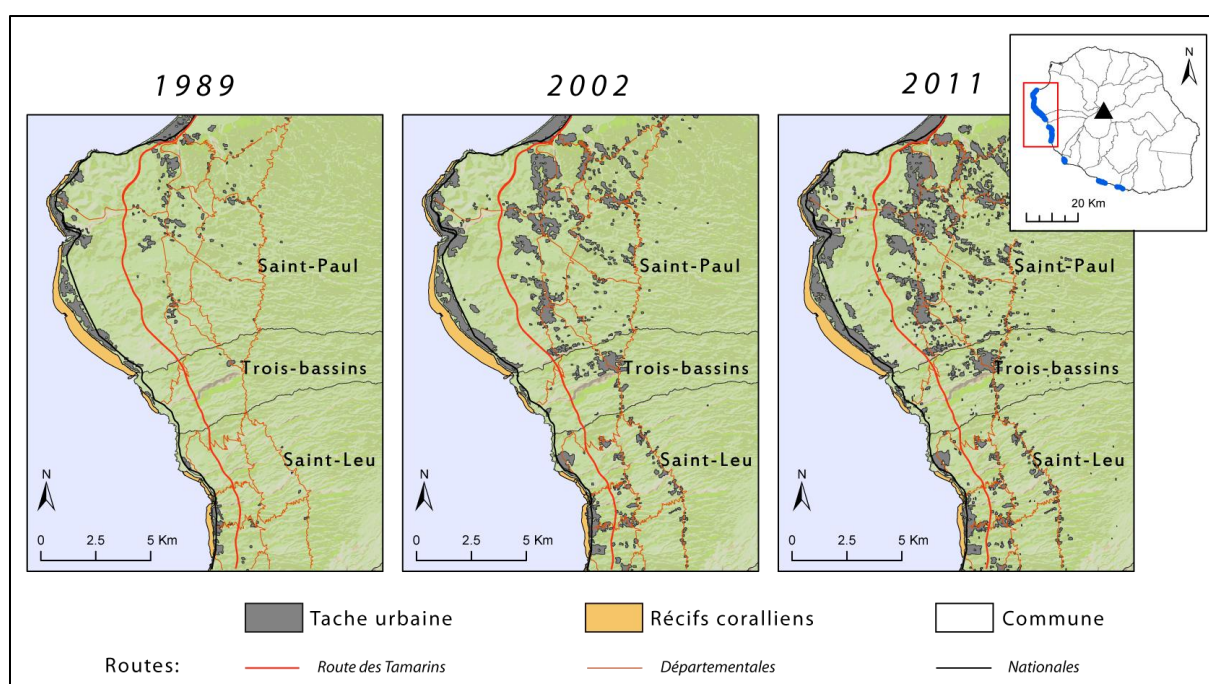 1989
2002
2011
N
20 Km
Saint-Paul
Trois-bassins
Saint-Leu
N
0 2.5 5 Km
Saint-Paul
Trois-bassins
Saint-Leu
N
0 2.5 5 Km
Saint-Paul
Trois-bassins
Saint-Leu
N
0 2.5 5 Km
Tache urbaine
Récifs coralliens
Commune
Routes:
Route des Tamarins
Départementales
Nationales